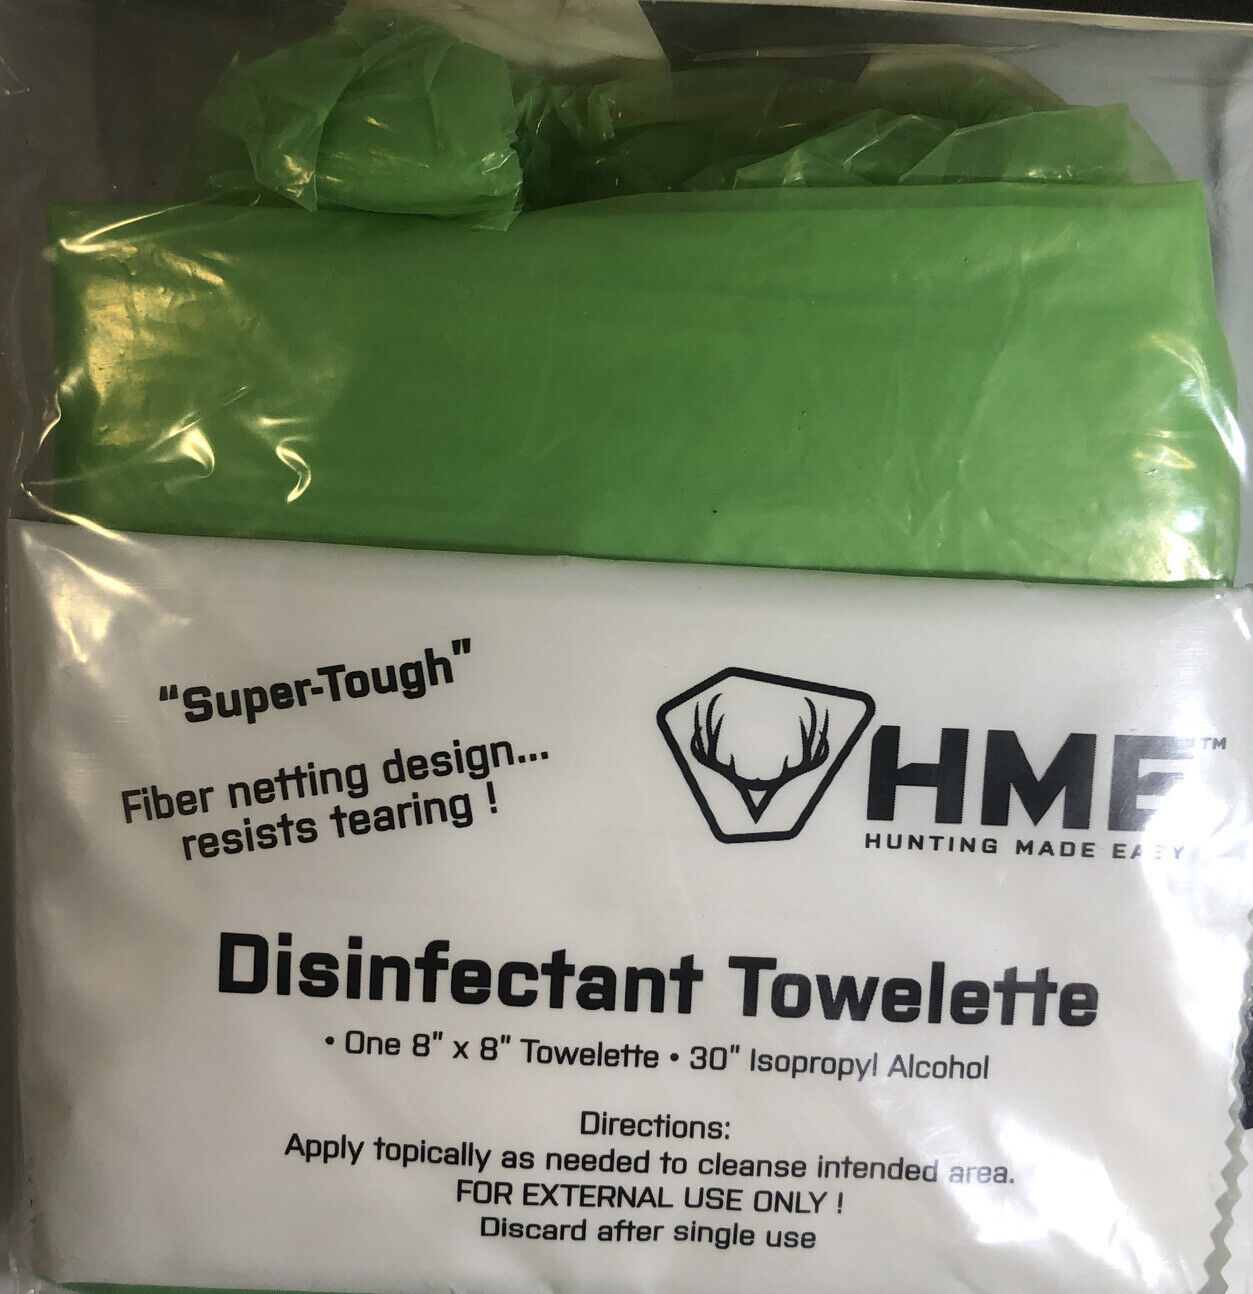 “Super-Tough”
Fiber netting design...
resists tearing !
HME™
HUNTING MADE EASY
Disinfectant Towelette
• One 8" x 8" Towelette • 30" Isopropyl Alcohol
Directions:
Apply topically as needed to cleanse intended area.
FOR EXTERNAL USE ONLY !
Discard after single use